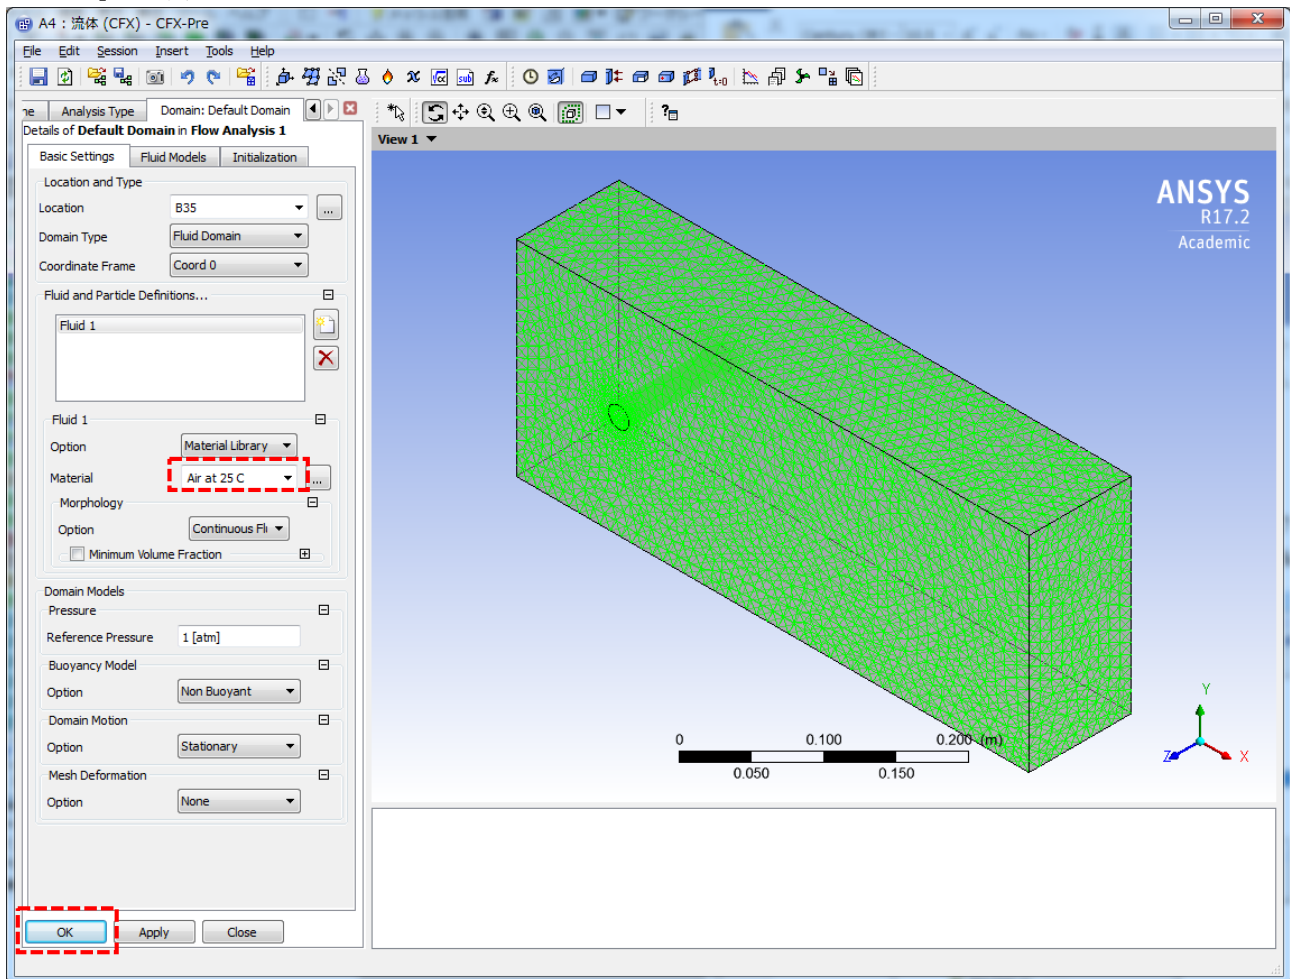 A4 : 流体 (CFX) - CFX-Pre
File Edit Session Insert Tools Help
ne Analysis Type Domain: Default Domain
Details of Default Domain in Flow Analysis 1
Basic Settings Fluid Models Initialization
Location and Type
Location B35 ...
Domain Type Fluid Domain
Coordinate Frame Coord 0
Fluid and Particle Definitions...
Fluid 1
Fluid 1
Option Material Library
Material Air at 25 C ...
Morphology
Option Continuous Flu
Minimum Volume Fraction
Domain Models
Pressure
Reference Pressure 1 [atm]
Buoyancy Model
Option Non Buoyant
Domain Motion
Option Stationary
Mesh Deformation
Option None
OK Apply Close
View 1
ANSYS
R17.2
Academic
0 0.100 0.200 (m)
0.050 0.150
Y
Z X